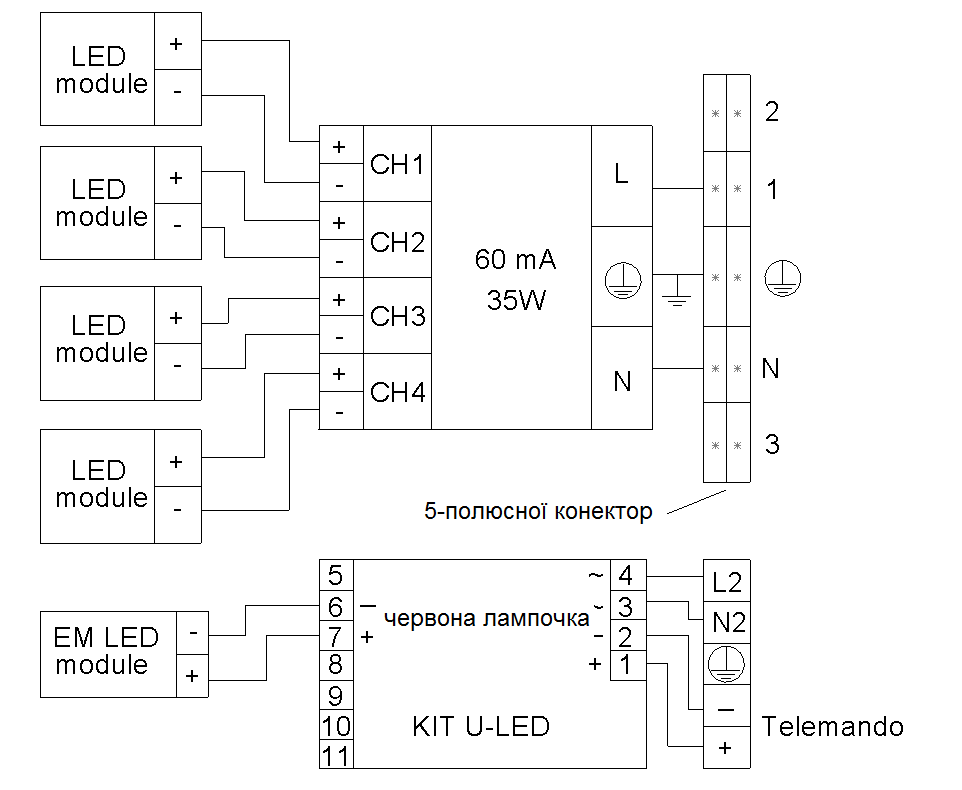 LED
module
+
-
LED
module
+
-
LED
module
+
-
LED
module
+
-
+
-
CH1
+
-
CH2
+
-
CH3
+
-
CH4
60 mA
35W
L
N
2
1
N
3
5-полюсної конектор
EM LED
module
-
+
5
6
7
8
9
10
11
–
+
червона лампочка
KIT U-LED
~ 4
~ 3
- 2
+ 1
L2
N2
–
+
Telemando